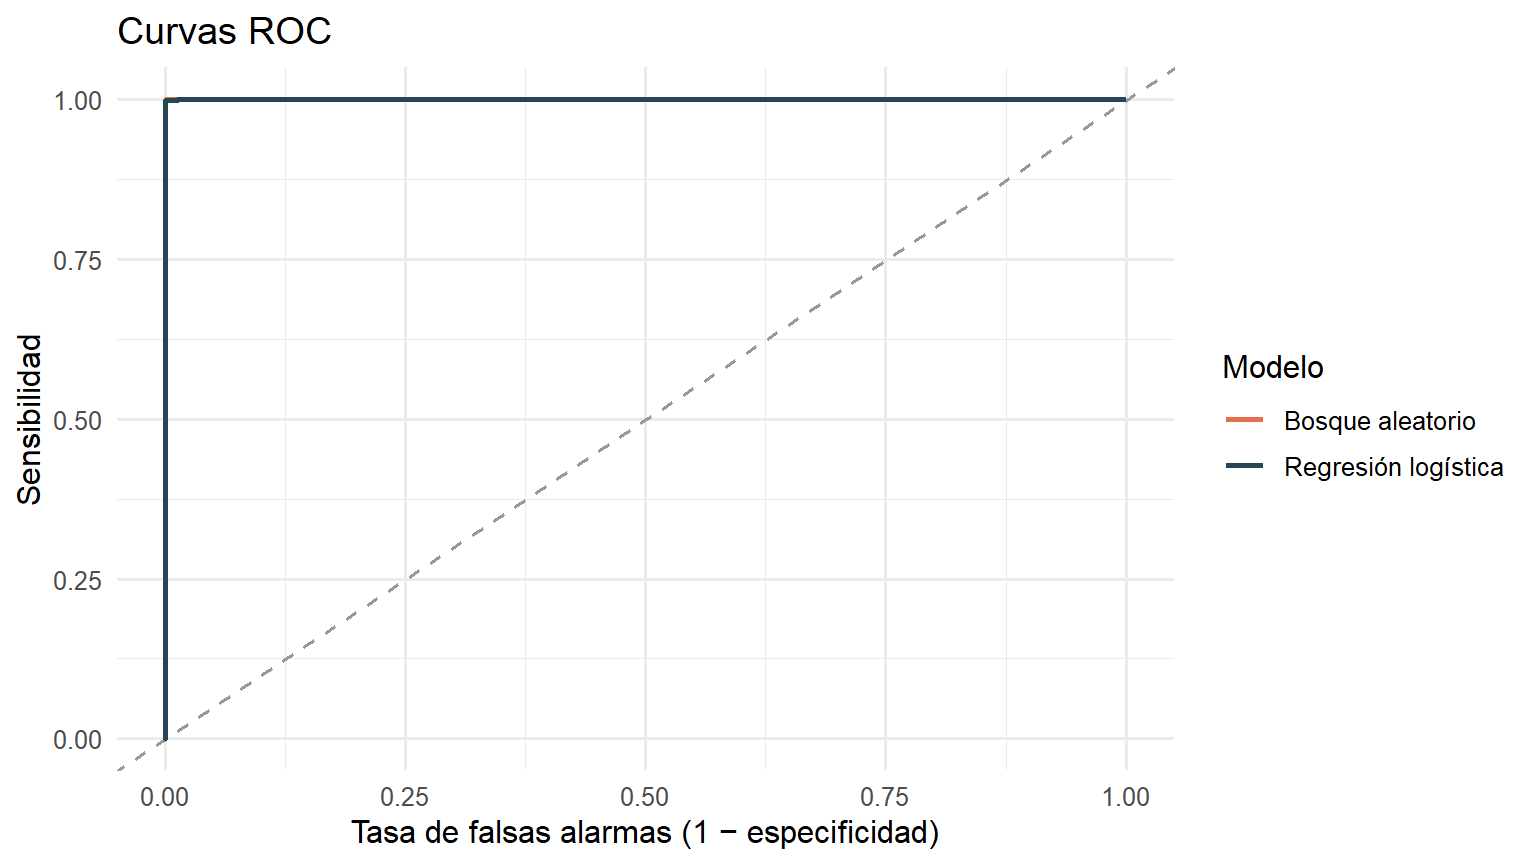 Curvas ROC
1.00
0.75
0.50
0.25
0.00
Sensibilidad
0.00 0.25 0.50 0.75 1.00
Tasa de falsas alarmas (1 − especificidad)
Modelo
Bosque aleatorio
Regresión logística